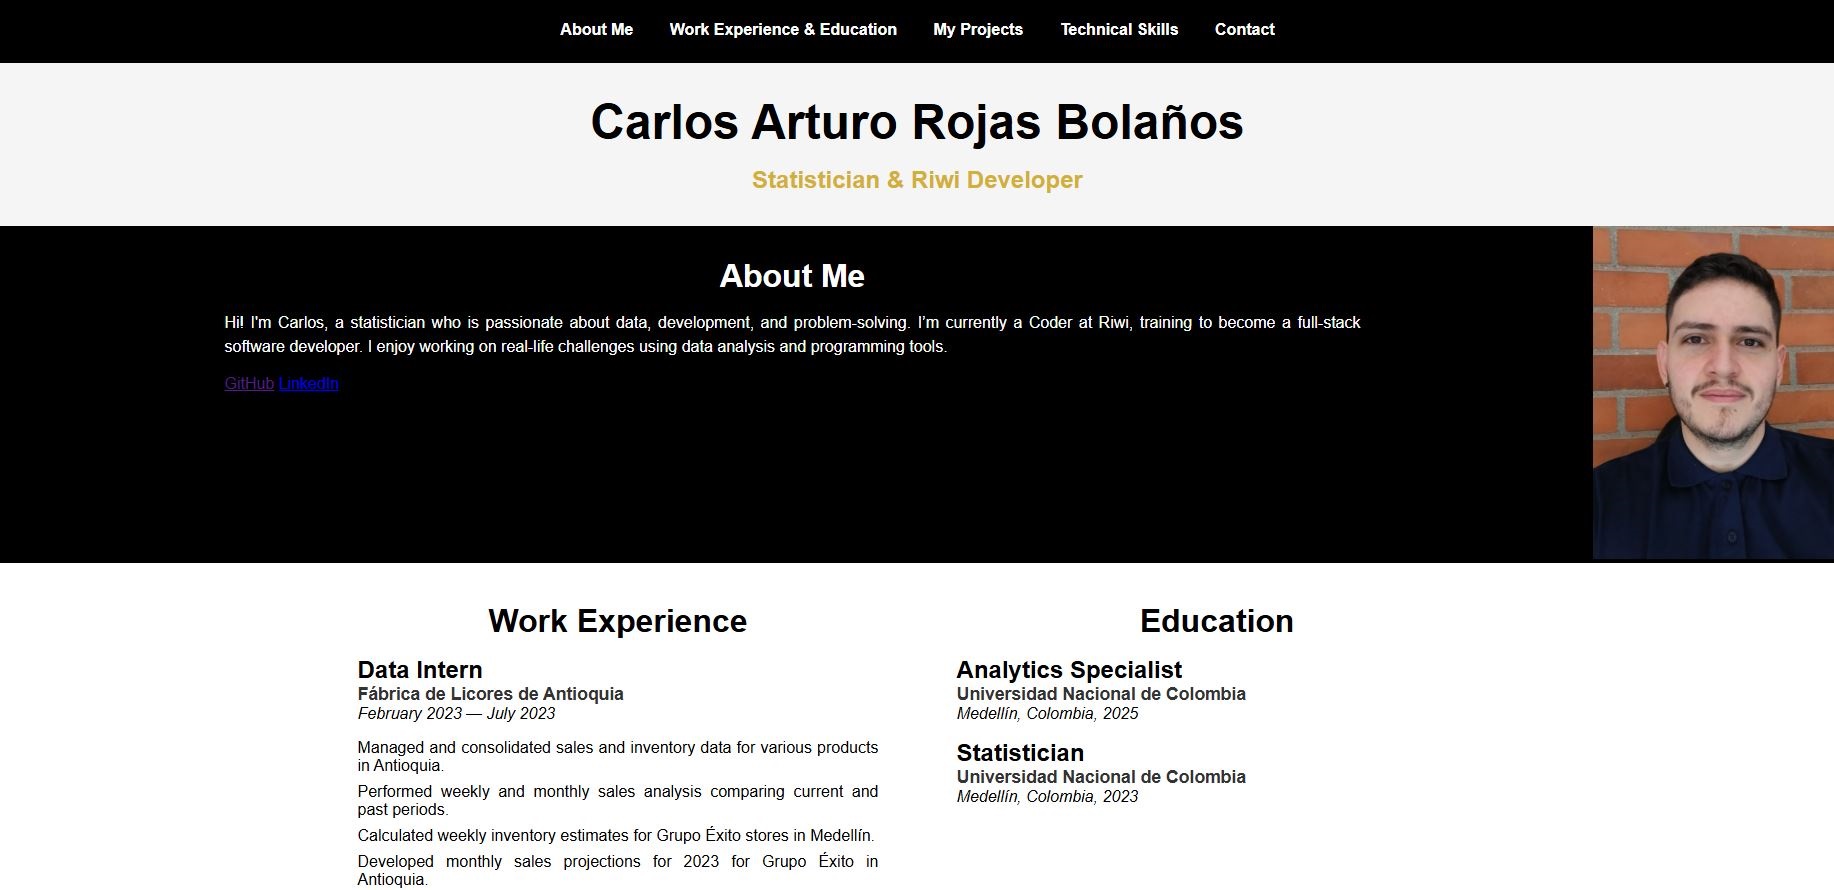 About Me Work Experience & Education My Projects Technical Skills Contact
Carlos Arturo Rojas Bolaños
Statistician & Riwi Developer
About Me
Hi! I'm Carlos, a statistician who is passionate about data, development, and problem-solving. I’m currently a Coder at Riwi, training to become a full-stack
software developer. I enjoy working on real-life challenges using data analysis and programming tools.
GitHub LinkedIn
Work Experience
Data Intern
Fábrica de Licores de Antioquia
February 2023 — July 2023
Managed and consolidated sales and inventory data for various products
in Antioquia.
Performed weekly and monthly sales analysis comparing current and
past periods.
Calculated weekly inventory estimates for Grupo Éxito stores in Medellín.
Developed monthly sales projections for 2023 for Grupo Éxito in
Antioquia.
Education
Analytics Specialist
Universidad Nacional de Colombia
Medellín, Colombia, 2025
Statistician
Universidad Nacional de Colombia
Medellín, Colombia, 2023